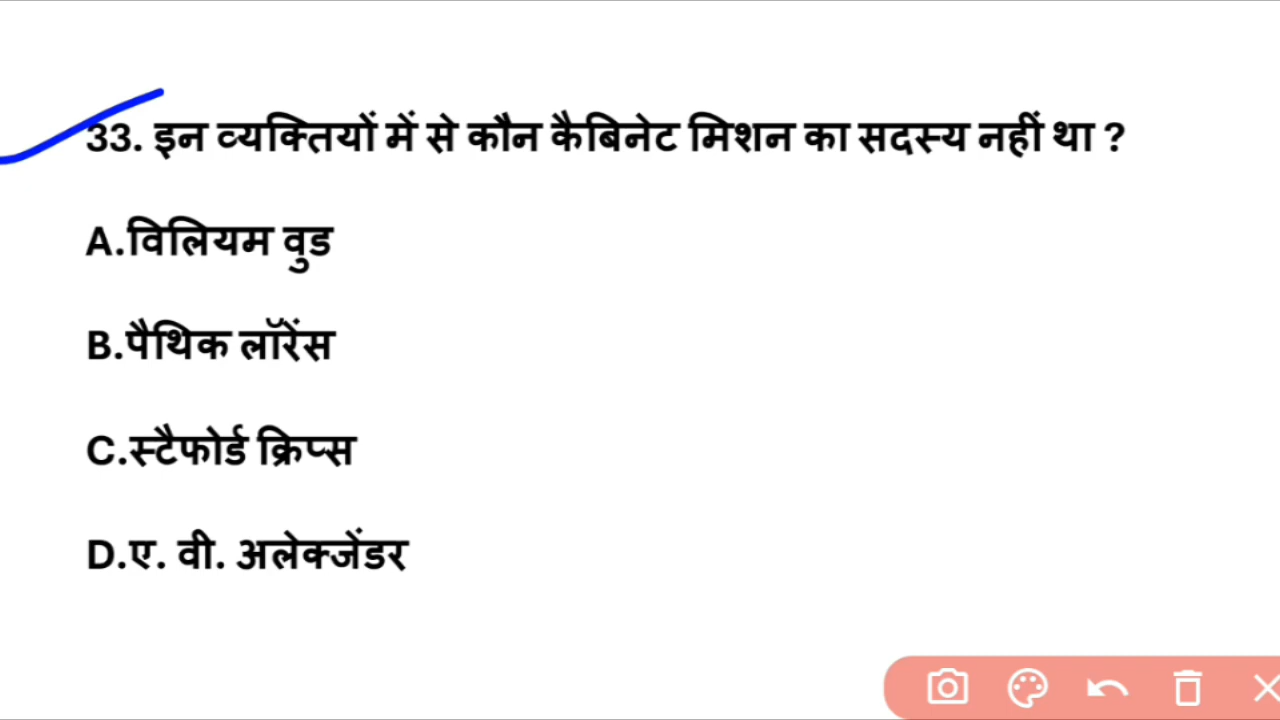 33. इन व्यक्तियों में से कौन कैबिनेट मिशन का सदस्य नहीं था ?
A.विलियम वुड
B.पैथिक लॉरेंस
C.स्टैफोर्ड क्रिप्स
D.ए. वी. अलेक्जेंडर